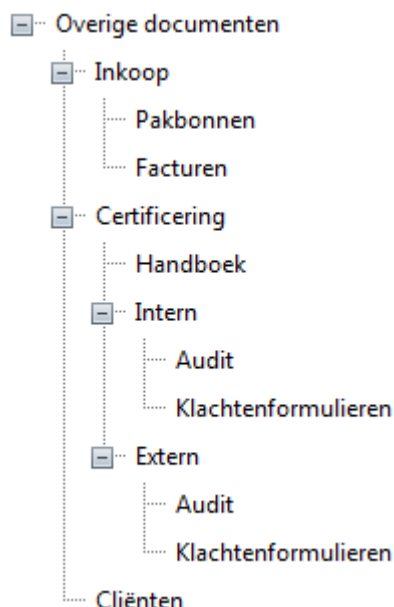 Overige documenten
Inkoop
Pakbonnen
Facturen
Certificering
Handboek
Intern
Audit
Klachtenformulieren
Extern
Audit
Klachtenformulieren
Cliënten